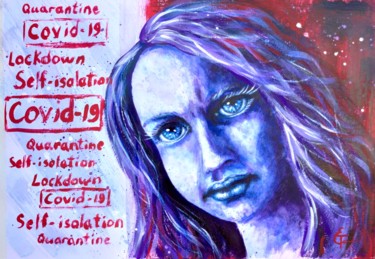 Quarantine
Covid-19
Lockdown
Self-isolation
Covid-19
Quarantine
Self-isolation
Lockdown
Covid-19
Self-isolation
Quarantine